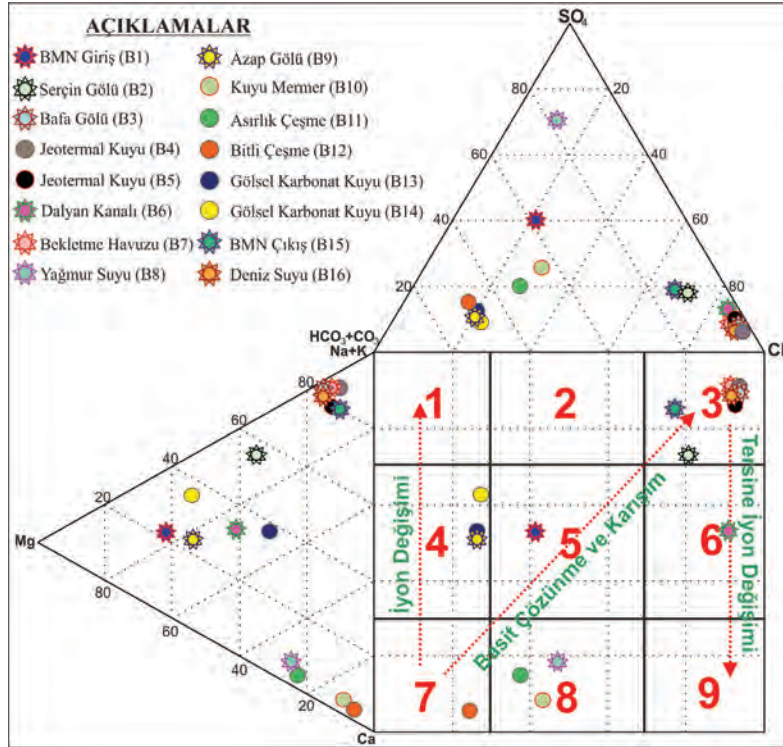 AÇIKLAMALAR
BMN Giriş (B1)
Serçin Gölü (B2)
Bafa Gölü (B3)
Jeotermal Kuyu (B4)
Jeotermal Kuyu (B5)
Dalyan Kanalı (B6)
Bekletme Havuzu (B7)
Yağmur Suyu (B8)
Azap Gölü (B9)
Kuyu Mermer (B10)
Asırlık Çeşme (B11)
Bitli Çeşme (B12)
Gölsel Karbonat Kuyu (B13)
Gölsel Karbonat Kuyu (B14)
BMN Çıkış (B15)
Deniz Suyu (B16)
SO4
80 20
60 40
40 60
20 80
HCO3+CO3
Na+K
Cl
80
60
40
20
Mg
80
60
40
20
Ca
1 2 3
4 5 6
7 8 9
İyon Değişimi
Basit Çözünme ve Karışım
Tersine İyon Değişimi